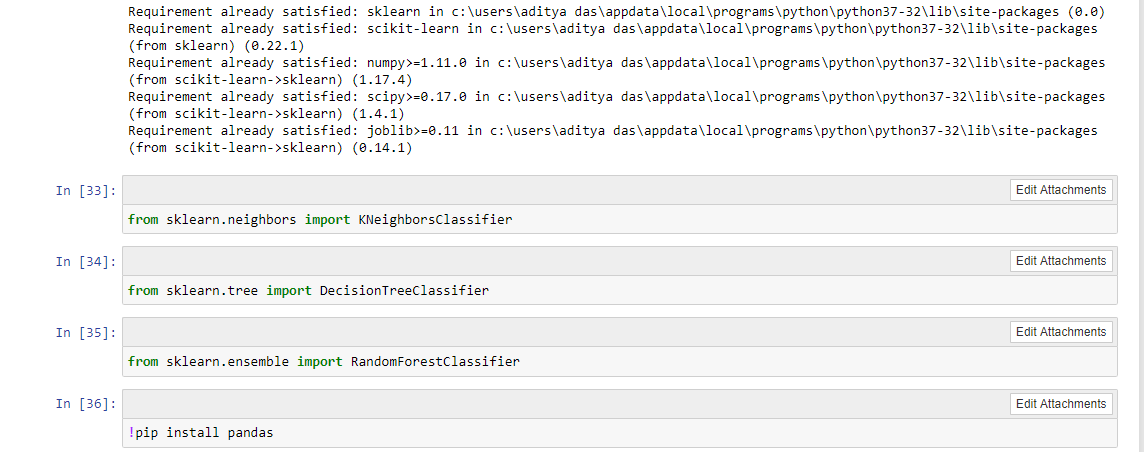 Requirement already satisfied: sklearn in c:\users\aditya das\appdata\local\programs\python\python37-32\lib\site-packages (0.0)
Requirement already satisfied: scikit-learn in c:\users\aditya das\appdata\local\programs\python\python37-32\lib\site-packages
(from sklearn) (0.22.1)
Requirement already satisfied: numpy>=1.11.0 in c:\users\aditya das\appdata\local\programs\python\python37-32\lib\site-packages
(from scikit-learn->sklearn) (1.17.4)
Requirement already satisfied: scipy>=0.17.0 in c:\users\aditya das\appdata\local\programs\python\python37-32\lib\site-packages
(from scikit-learn->sklearn) (1.4.1)
Requirement already satisfied: joblib>=0.11 in c:\users\aditya das\appdata\local\programs\python\python37-32\lib\site-packages
(from scikit-learn->sklearn) (0.14.1)
In [33]: Edit Attachments
from sklearn.neighbors import KNeighborsClassifier
In [34]: Edit Attachments
from sklearn.tree import DecisionTreeClassifier
In [35]: Edit Attachments
from sklearn.ensemble import RandomForestClassifier
In [36]: Edit Attachments
!pip install pandas